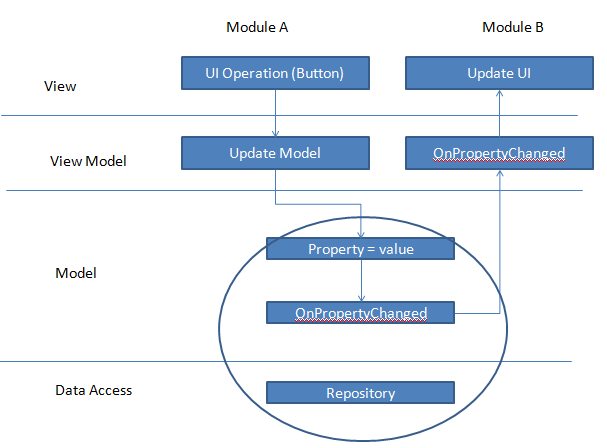 Module A
Module B
UI Operation (Button)
Update UI
View
Update Model
OnPropertyChanged
View Model
Property = value
Model
OnPropertyChanged
Data Access
Repository